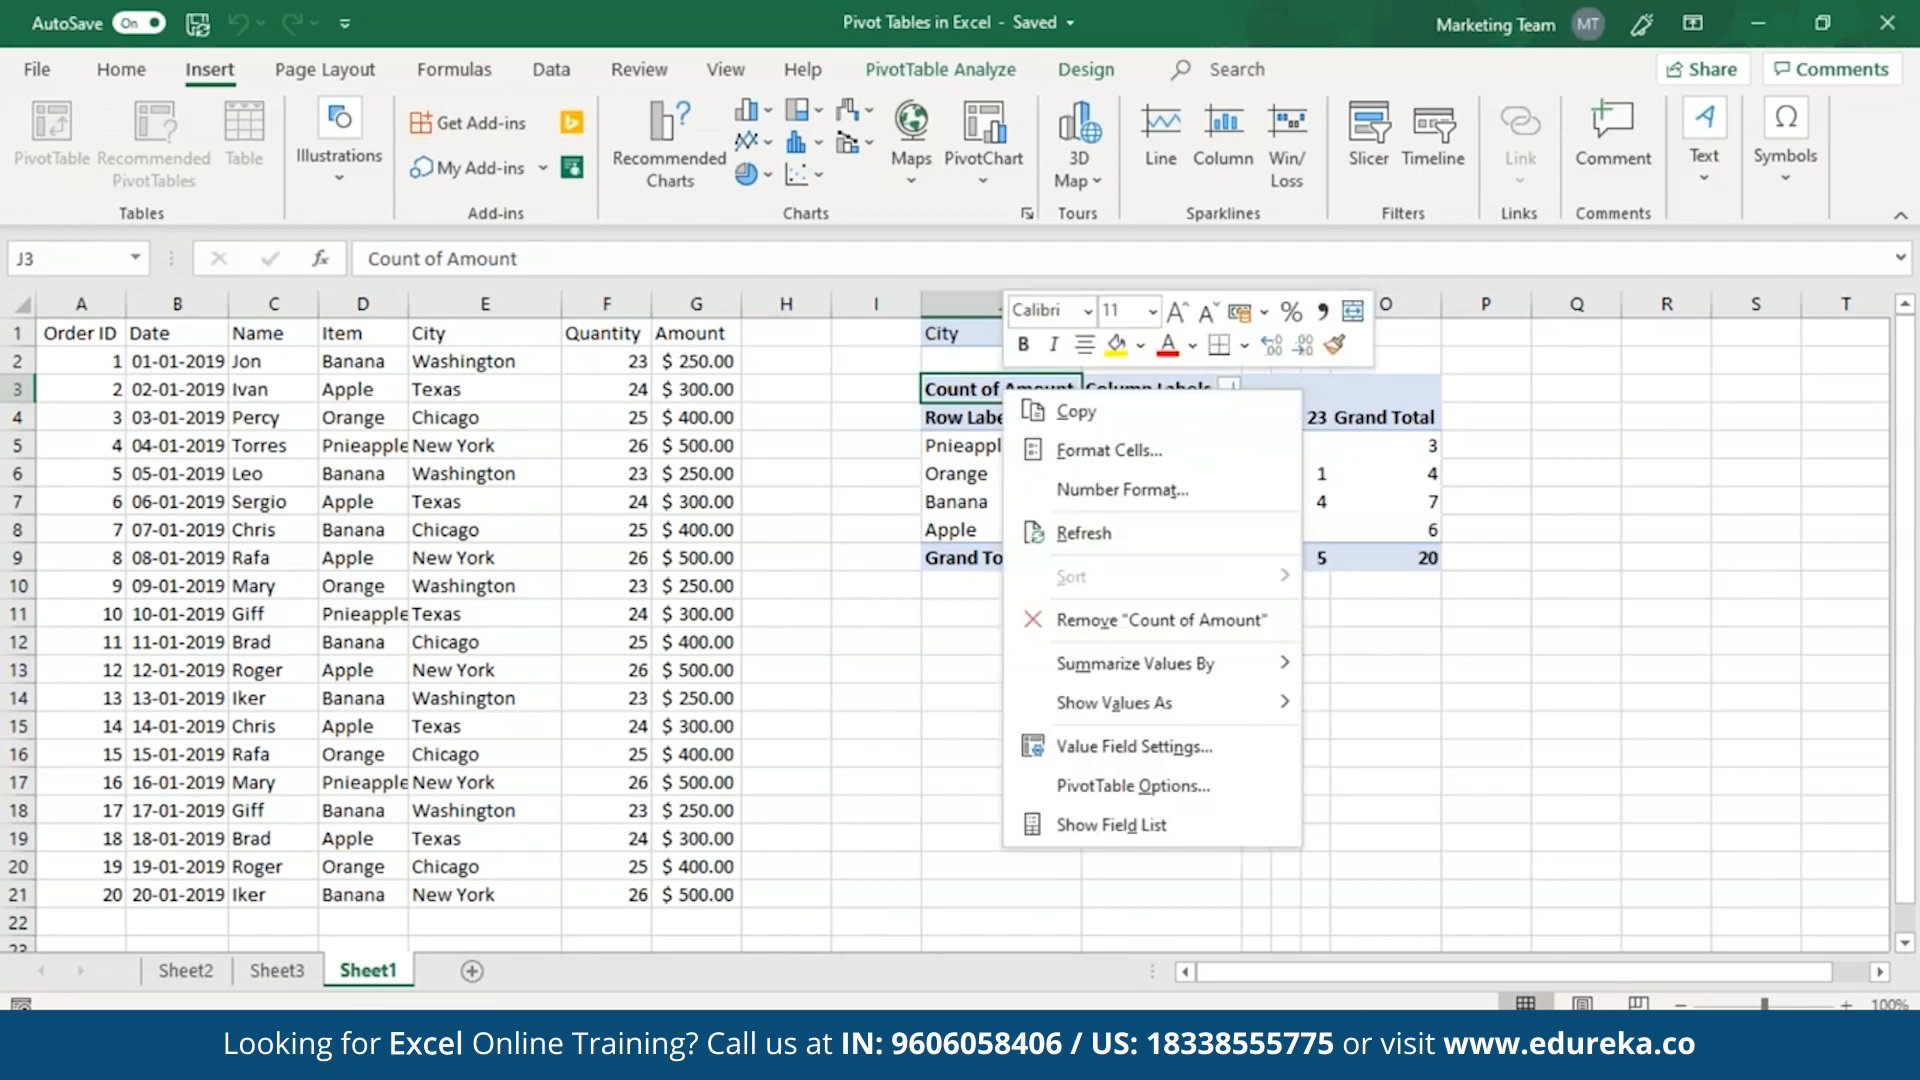 AutoSave On
Pivot Tables in Excel - Saved
Marketing Team MT
File Home Insert Page Layout Formulas Data Review View Help PivotTable Analyze Design Search Share Comments
PivotTable
Recommended PivotTables
Table
Illustrations
Get Add-ins
My Add-ins
Recommended Charts
Maps
PivotChart
3D Map
Line
Column
Win/Loss
Slicer
Timeline
Link
Comment
Text
Symbols
Tables Add-ins Charts Tours Sparklines Filters Links Comments
J3 fx Count of Amount
A B C D E F G H I O P Q R S T
1 Order ID Date Name Item City Quantity Amount City
2 1 01-01-2019 Jon Banana Washington 23 $ 250.00
3 2 02-01-2019 Ivan Apple Texas 24 $ 300.00 Count of Amount Column Labels
4 3 03-01-2019 Percy Orange Chicago 25 $ 400.00 Row Labe 23 Grand Total
5 4 04-01-2019 Torres Pnieapple New York 26 $ 500.00 Pnieappl 3
6 5 05-01-2019 Leo Banana Washington 23 $ 250.00 Orange 1 4
7 6 06-01-2019 Sergio Apple Texas 24 $ 300.00 Banana 4 7
8 7 07-01-2019 Chris Banana Chicago 25 $ 400.00 Apple 6
9 8 08-01-2019 Rafa Apple New York 26 $ 500.00 Grand To 5 20
10 9 09-01-2019 Mary Orange Washington 23 $ 250.00
11 10 10-01-2019 Giff Pnieapple Texas 24 $ 300.00
12 11 11-01-2019 Brad Banana Chicago 25 $ 400.00
13 12 12-01-2019 Roger Apple New York 26 $ 500.00
14 13 13-01-2019 Iker Banana Washington 23 $ 250.00
15 14 14-01-2019 Chris Apple Texas 24 $ 300.00
16 15 15-01-2019 Rafa Orange Chicago 25 $ 400.00
17 16 16-01-2019 Mary Pnieapple New York 26 $ 500.00
18 17 17-01-2019 Giff Banana Washington 23 $ 250.00
19 18 18-01-2019 Brad Apple Texas 24 $ 300.00
20 19 19-01-2019 Roger Orange Chicago 25 $ 400.00
21 20 20-01-2019 Iker Banana New York 26 $ 500.00
22
23
Calibri 11 A A %
B I A
Copy
Format Cells...
Number Format...
Refresh
Sort
Remove "Count of Amount"
Summarize Values By
Show Values As
Value Field Settings...
PivotTable Options...
Show Field List
Sheet2 Sheet3 Sheet1
100%
Looking for Excel Online Training? Call us at IN: 9606058406 / US: 18338555775 or visit www.edureka.co